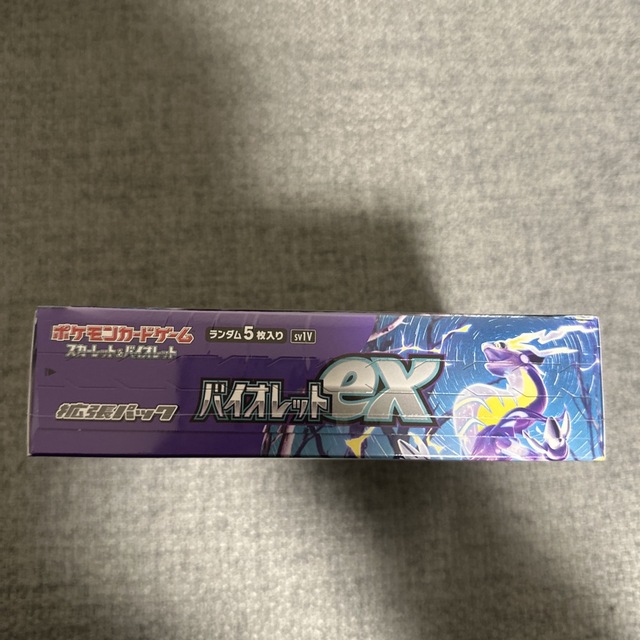 ポケモンカードゲーム
スカーレット&バイオレット
ランダム5枚入り SV1V
拡張パック
バイオレットex